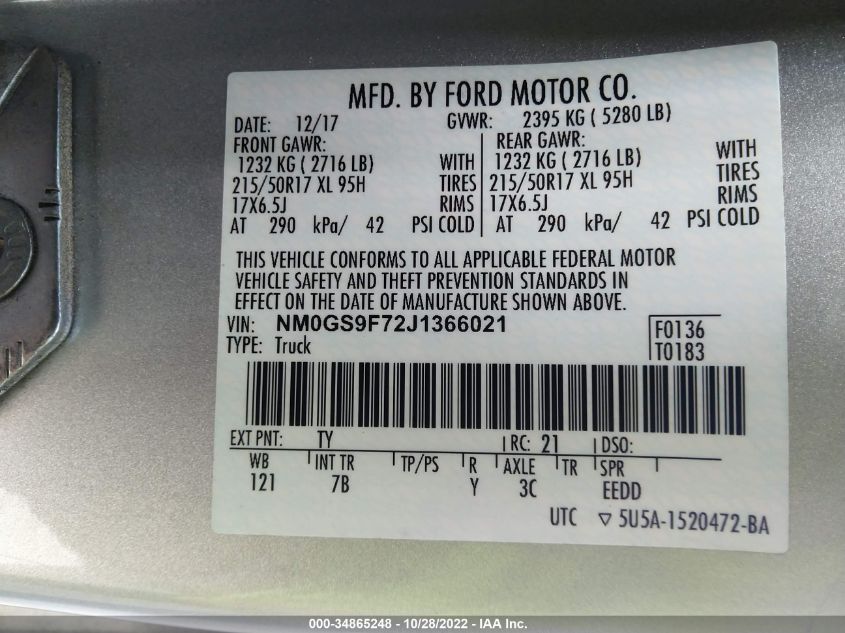 MFD. BY FORD MOTOR CO.
DATE: 12/17 GVWR: 2395 KG ( 5280 LB)
FRONT GAWR: REAR GAWR:
1232 KG ( 2716 LB) WITH 1232 KG ( 2716 LB) WITH
215/50R17 XL 95H TIRES 215/50R17 XL 95H TIRES
17X6.5J RIMS 17X6.5J RIMS
AT 290 kPa/ 42 PSI COLD AT 290 kPa/ 42 PSI COLD
THIS VEHICLE CONFORMS TO ALL APPLICABLE FEDERAL MOTOR
VEHICLE SAFETY AND THEFT PREVENTION STANDARDS IN
EFFECT ON THE DATE OF MANUFACTURE SHOWN ABOVE.
VIN: NM0GS9F72J1366021 F0136
TYPE: Truck T0183
EXT PNT: TY RC: 21 DSO:
WB INT TR TP/PS R AXLE TR SPR
121 7B Y 3C EEDD
UTC ▽ 5U5A-1520472-BA
000-34865248 - 10/28/2022 - IAA Inc.